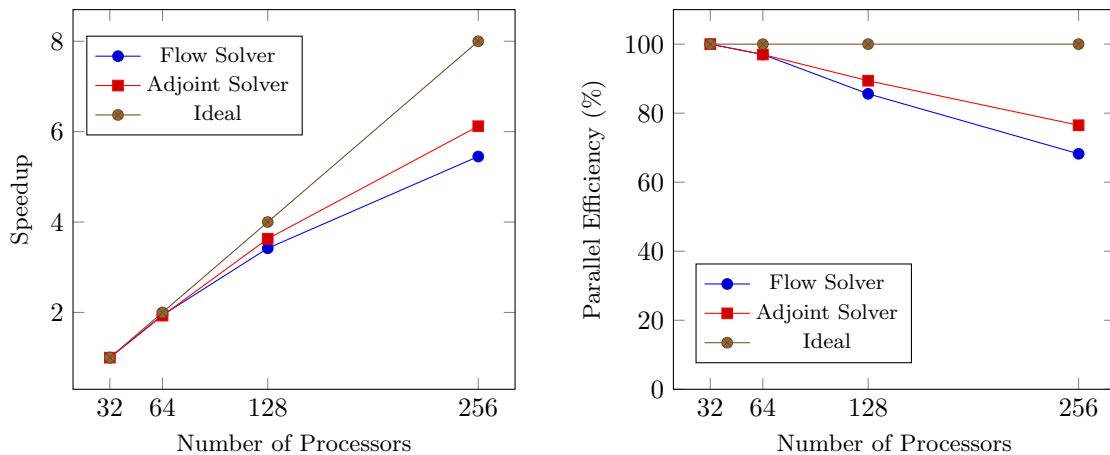 8
6
4
2
Speedup
Flow Solver
Adjoint Solver
Ideal
32 64 128 256
Number of Processors
100
80
60
40
20
0
Parallel Efficiency (%)
Flow Solver
Adjoint Solver
Ideal
32 64 128 256
Number of Processors